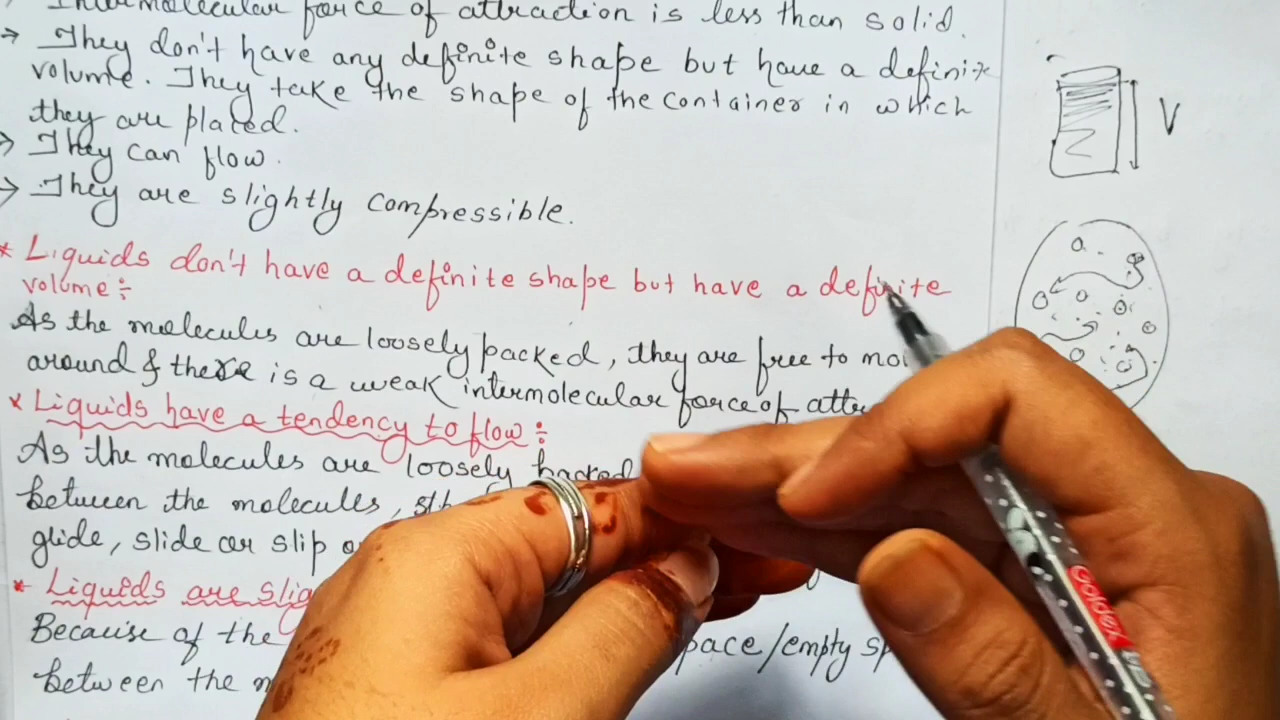 Intermolecular force of attraction is less than solid.
→ They don't have any definite shape but have a definite
volume. They take the shape of the container in which
they are placed.
→ They can flow.
→ They are slightly compressible.
V
* Liquids don't have a definite shape but have a definite
volume :-
As the molecules are loosely packed, they are free to
around & there is a weak intermolecular force of
* Liquids have a tendency to flow :-
As the molecules are loosely packed
between the molecules,
glide, slide or slip
* Liquids are
Because of the space/empty
between the
Goldex